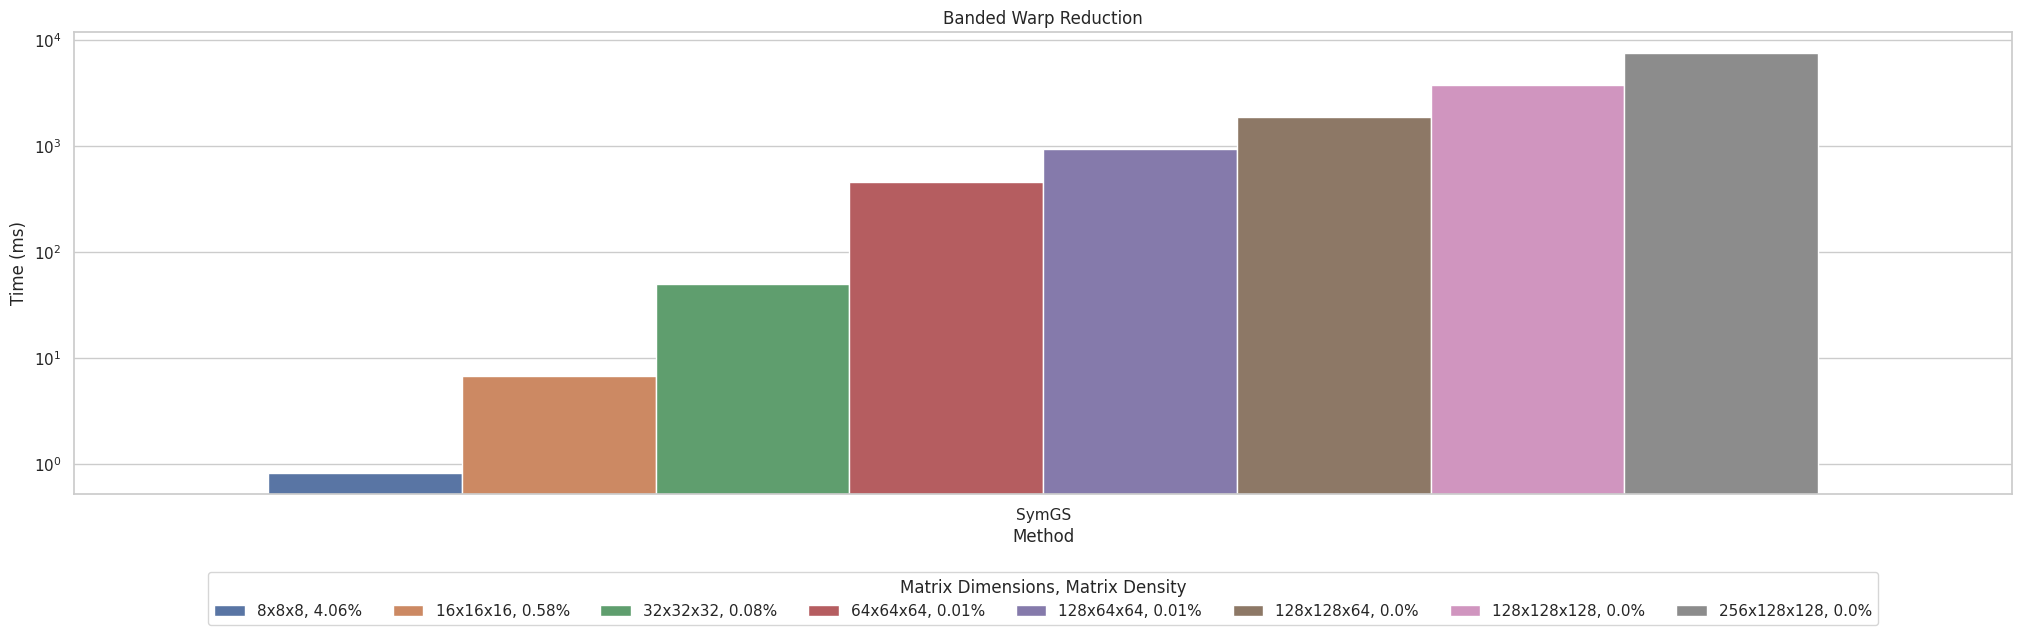 Banded Warp Reduction
Time (ms)
10⁴
10³
10²
10¹
10⁰
SymGS
Method
Matrix Dimensions, Matrix Density
8x8x8, 4.06% 16x16x16, 0.58% 32x32x32, 0.08% 64x64x64, 0.01% 128x64x64, 0.01% 128x128x64, 0.0% 128x128x128, 0.0% 256x128x128, 0.0%